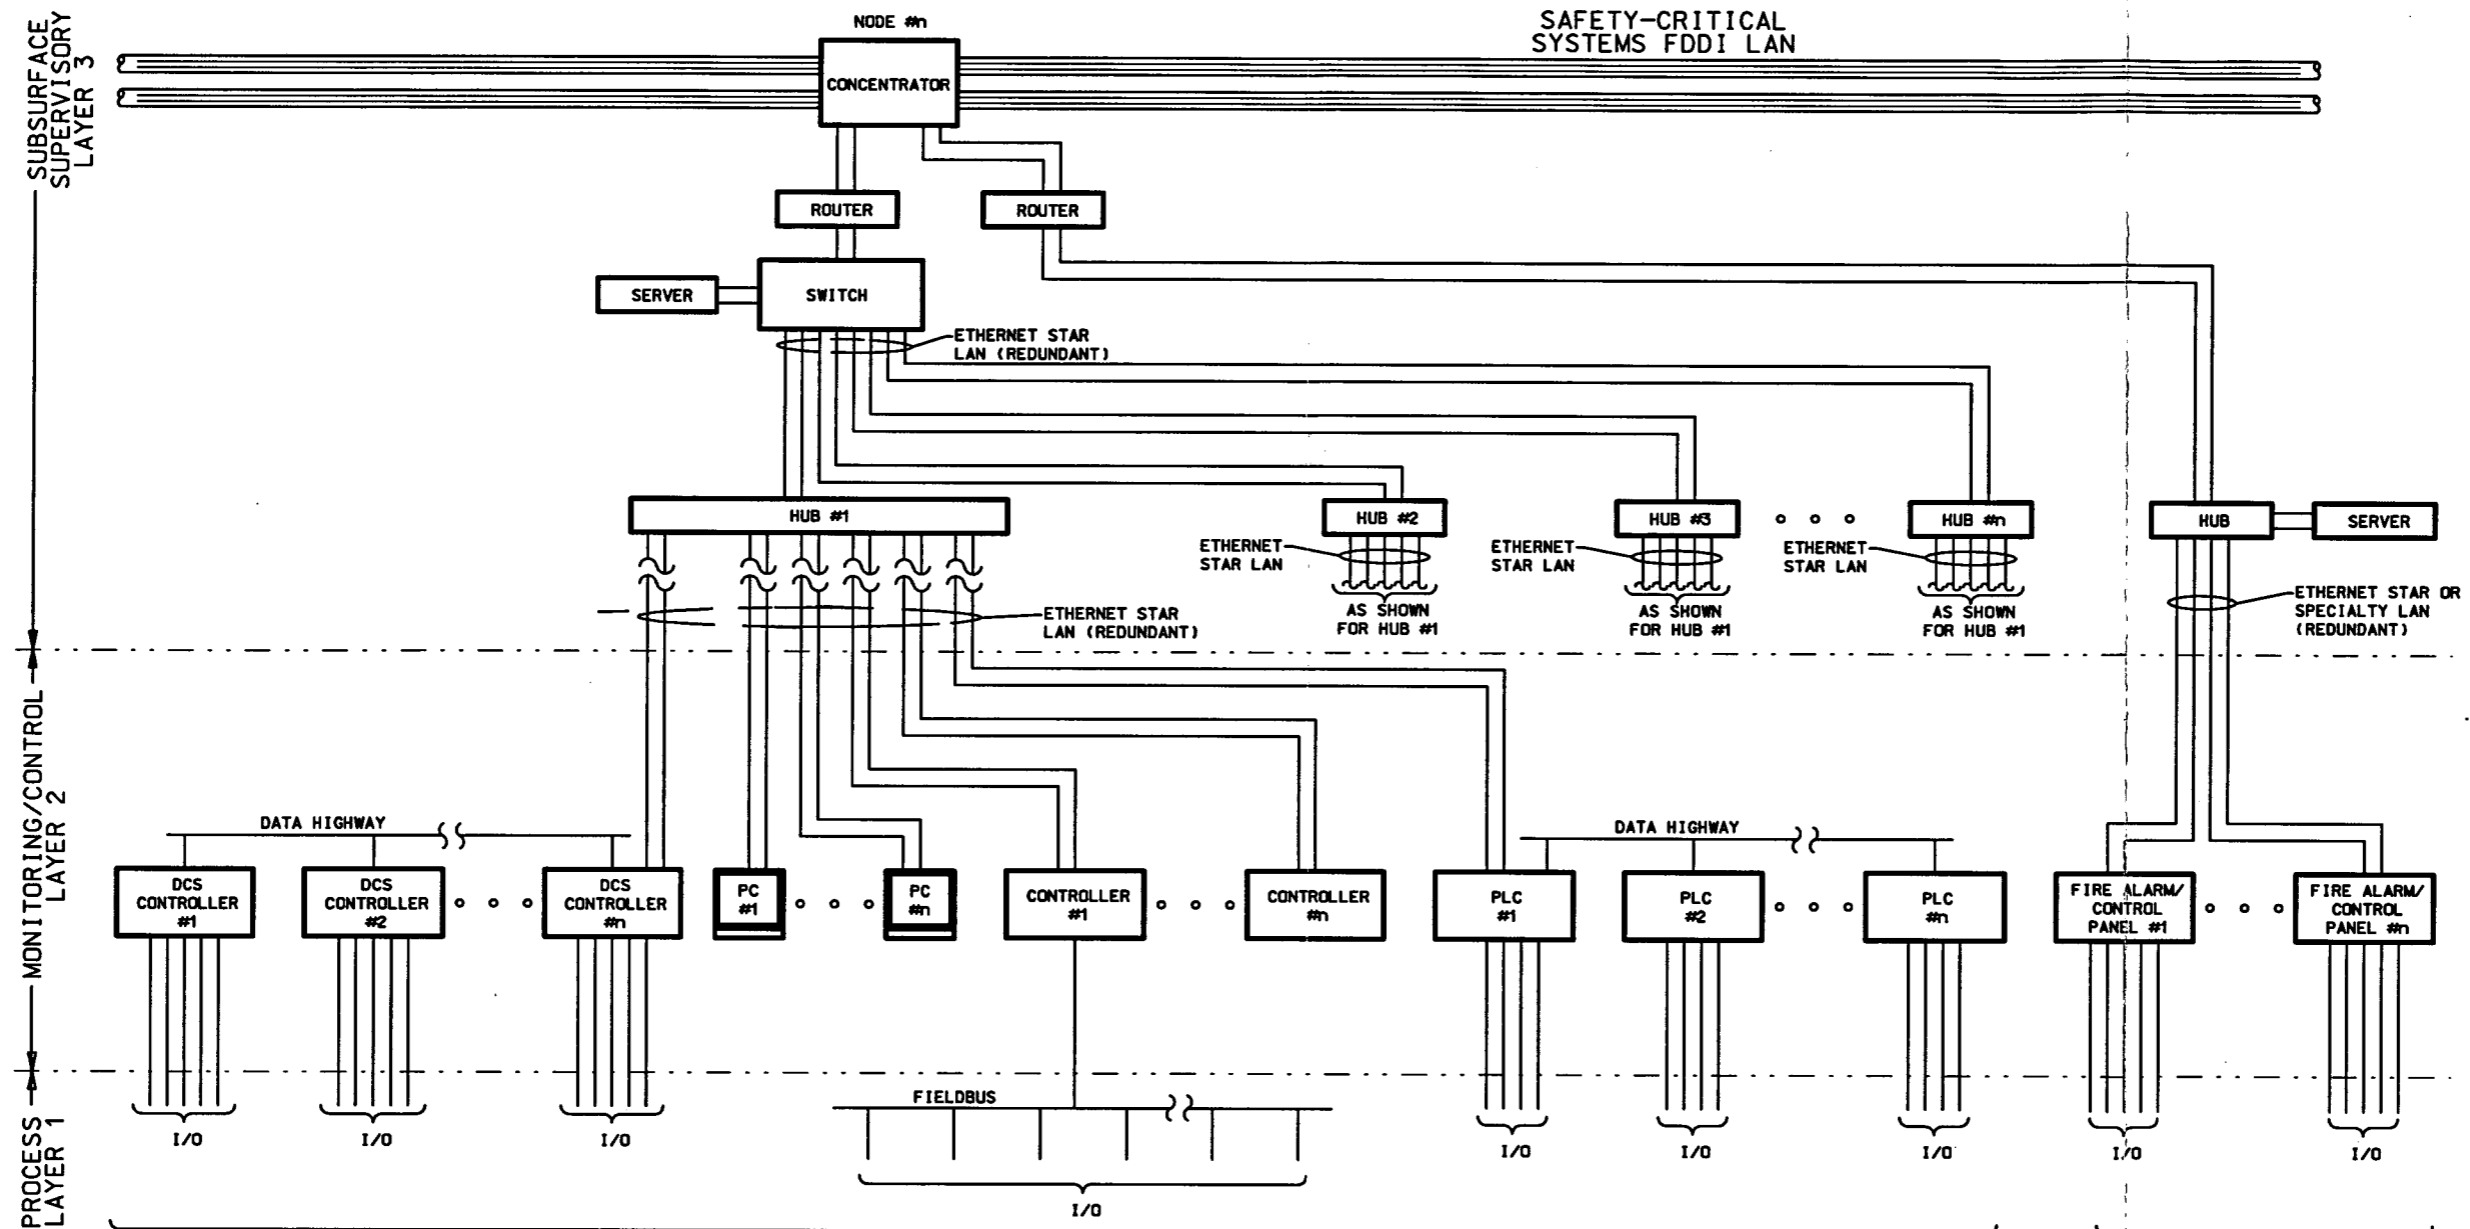 NODE #n
SAFETY-CRITICAL
SYSTEMS FDDI LAN
SUBSURFACE
SUPERVISORY
LAYER 3
CONCENTRATOR
ROUTER
ROUTER
SERVER
SWITCH
ETHERNET STAR
LAN (REDUNDANT)
HUB #1
HUB #2
HUB #3
HUB #n
HUB
SERVER
ETHERNET
STAR LAN
ETHERNET
STAR LAN
ETHERNET
STAR LAN
AS SHOWN
FOR HUB #1
AS SHOWN
FOR HUB #1
AS SHOWN
FOR HUB #1
ETHERNET STAR
LAN (REDUNDANT)
ETHERNET STAR OR
SPECIALTY LAN
(REDUNDANT)
MONITORING/CONTROL
LAYER 2
DATA HIGHWAY
DATA HIGHWAY
DCS
CONTROLLER
#1
DCS
CONTROLLER
#2
DCS
CONTROLLER
#n
PC
#1
PC
#n
CONTROLLER
#1
CONTROLLER
#n
PLC
#1
PLC
#2
PLC
#n
FIRE ALARM/
CONTROL
PANEL #1
FIRE ALARM/
CONTROL
PANEL #n
PROCESS
LAYER 1
FIELDBUS
I/O
I/O
I/O
I/O
I/O
I/O
I/O
I/O
I/O